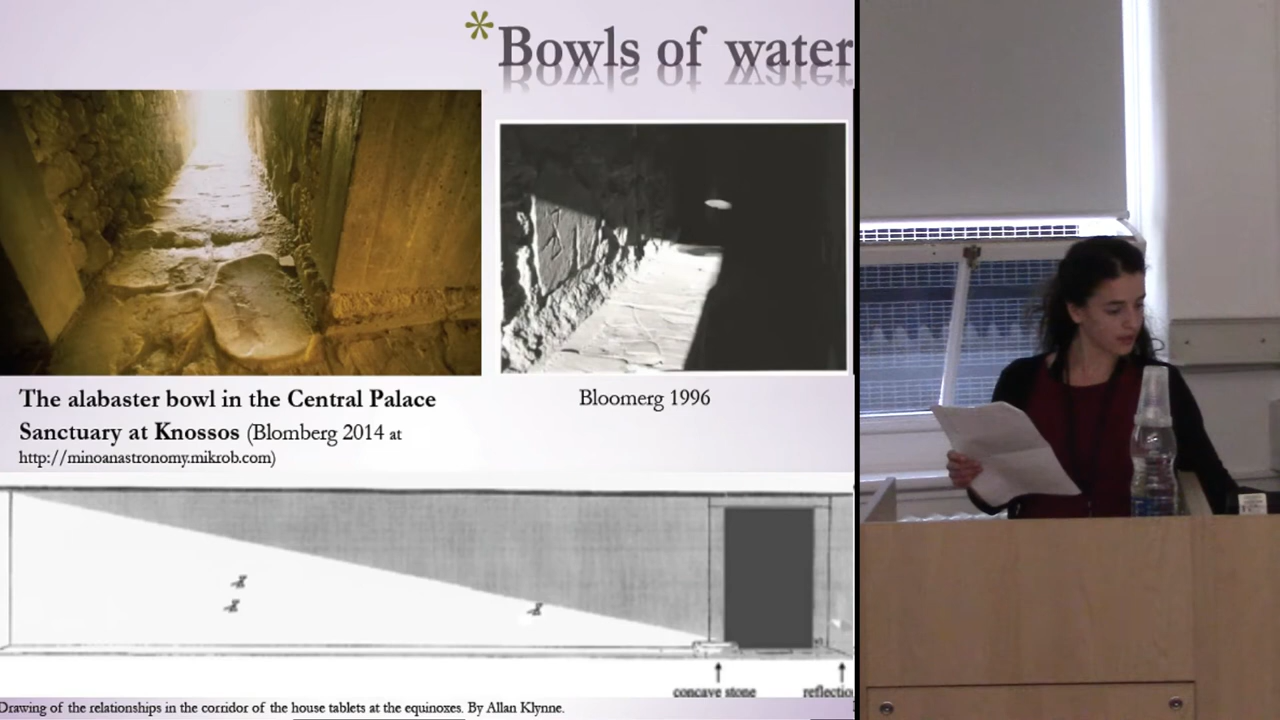 *Bowls of water
The alabaster bowl in the Central Palace
Sanctuary at Knossos (Blomberg 2014 at
http://minoanastronomy.mikrob.com)
Bloomerg 1996
concave stone
reflectio
Drawing of the relationships in the corridor of the house tablets at the equinoxes. By Allan Klynne.